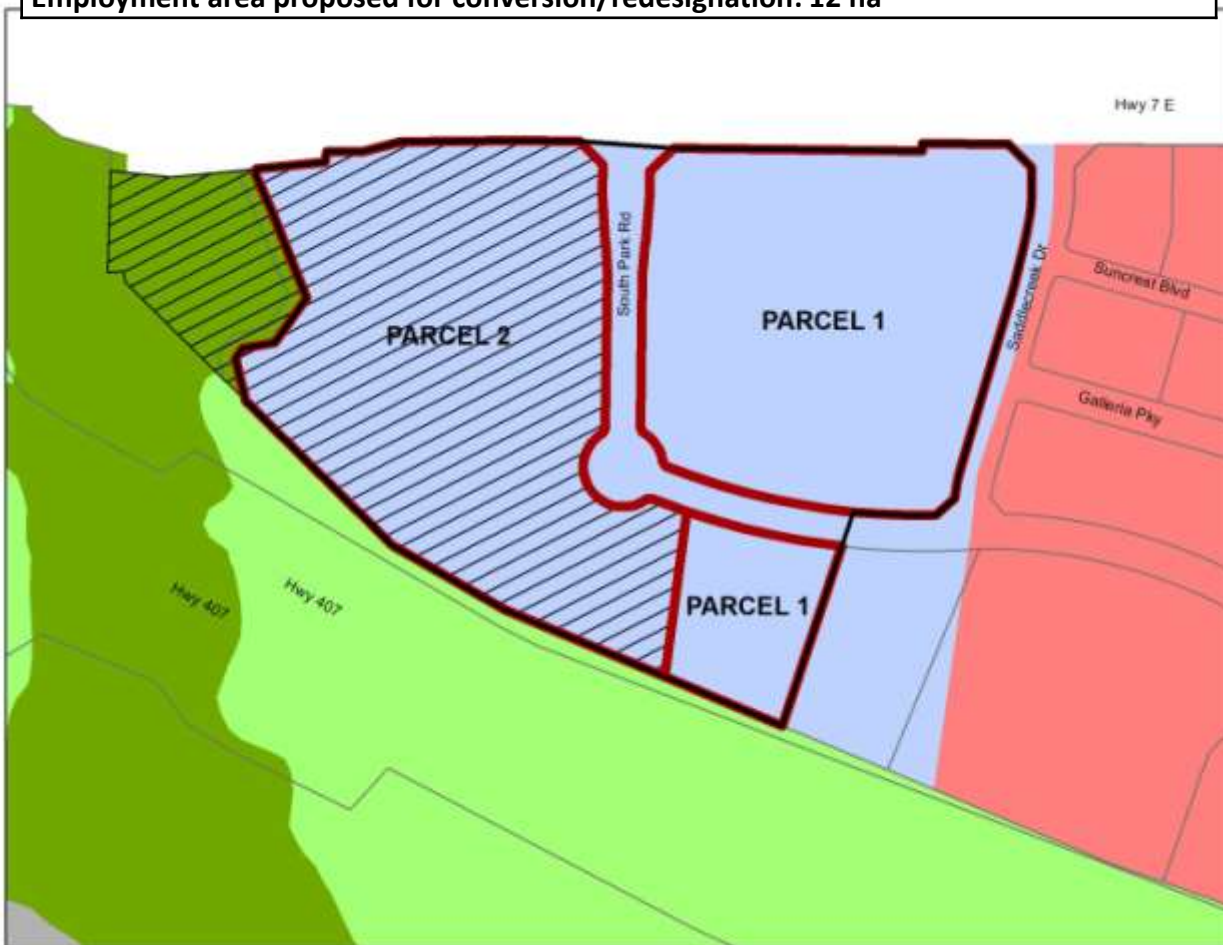 Employment area proposed for conversion/redesignation: 12 ha
Hwy 7 E
South Park Rd
Saddlecreek Dr
Suncrest Blvd
PARCEL 1
PARCEL 2
Galleria Pky
Hwy 407
Hwy 407
PARCEL 1